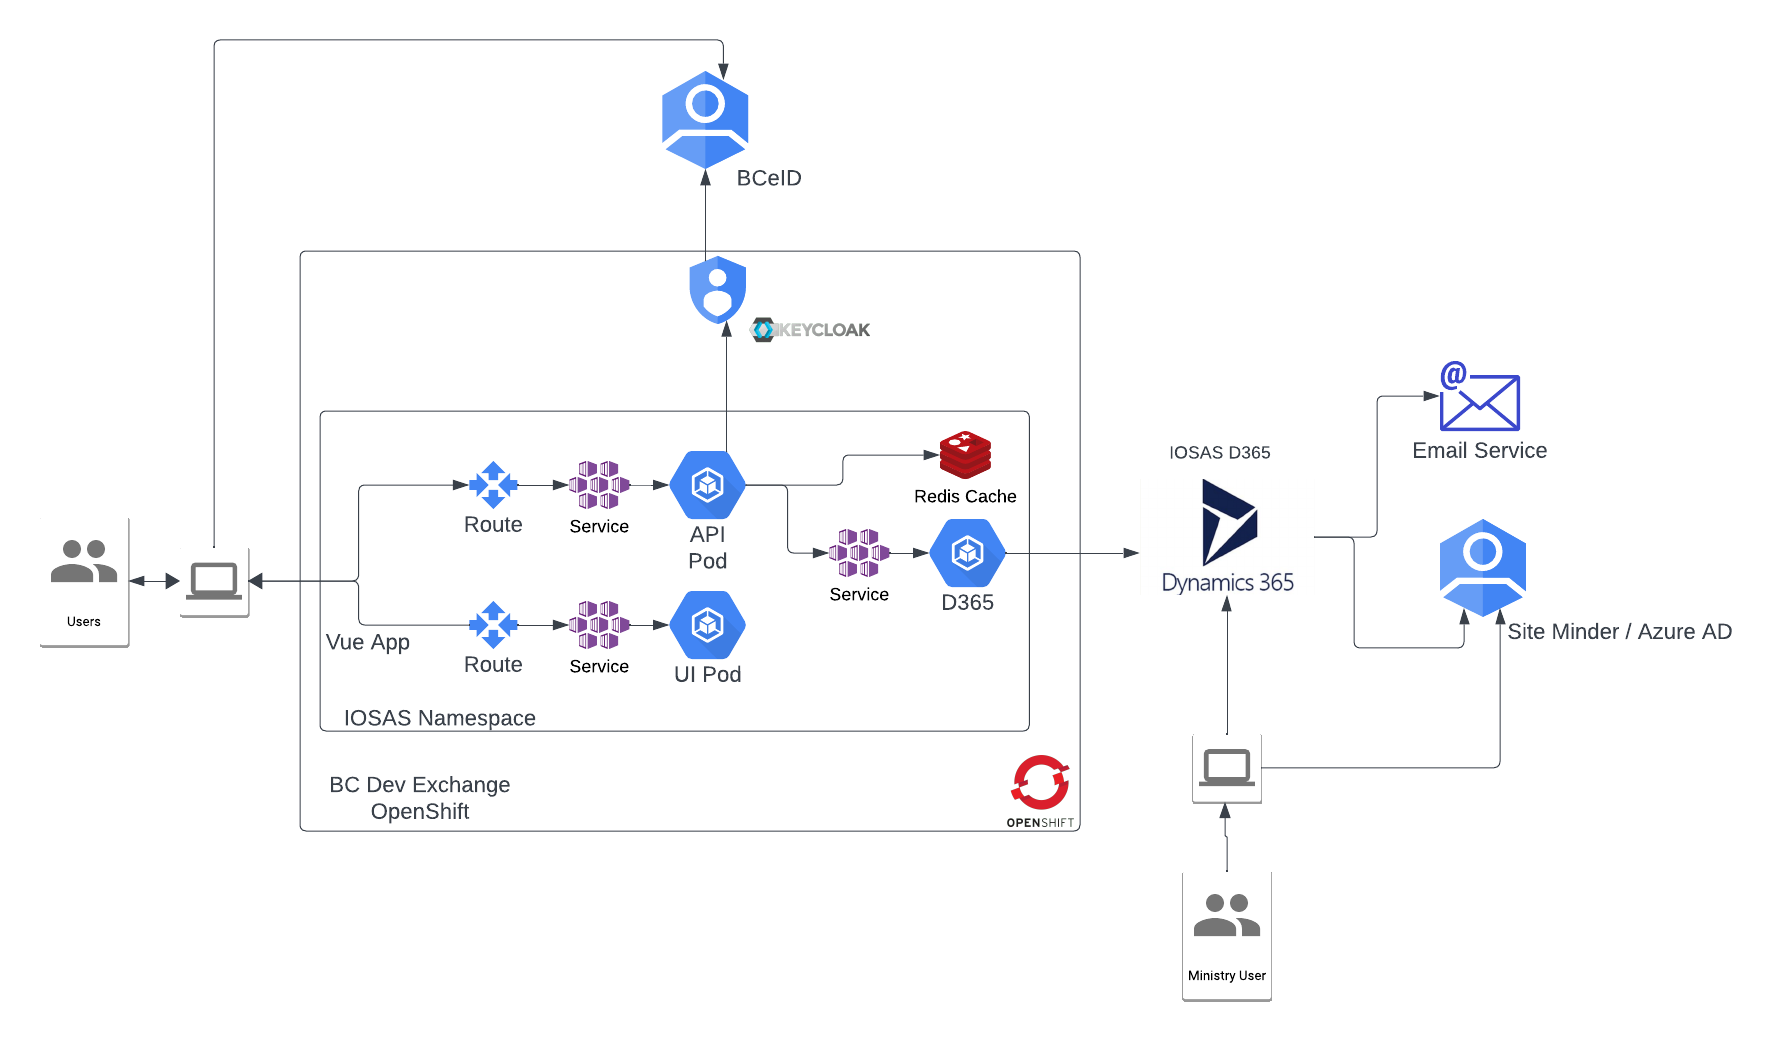 BCeID
KEYCLOAK
Email Service
IOSAS D365
Redis Cache
Route
Service
API
Pod
Dynamics 365
Service
D365
Users
Site Minder / Azure AD
Vue App
Route
Service
UI Pod
IOSAS Namespace
BC Dev Exchange
OpenShift
OPENSHIFT
Ministry User